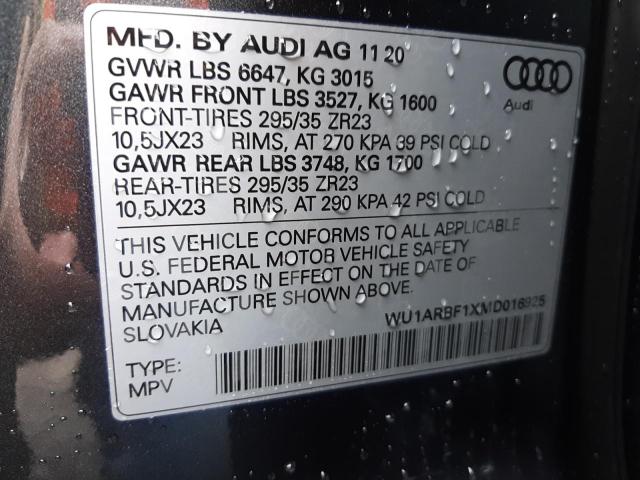 MFD. BY AUDI AG 11 20
GVWR LBS 6647, KG 3015
GAWR FRONT LBS 3527, KG 1600
FRONT-TIRES 295/35 ZR23
10,5JX23 RIMS, AT 270 KPA 39 PSI COLD
GAWR REAR LBS 3748, KG 1700
REAR-TIRES 295/35 ZR23
10,5JX23 RIMS, AT 290 KPA 42 PSI COLD
Audi
THIS VEHICLE CONFORMS TO ALL APPLICABLE
U.S. FEDERAL MOTOR VEHICLE SAFETY
STANDARDS IN EFFECT ON THE DATE OF
MANUFACTURE SHOWN ABOVE.
SLOVAKIA
WU1ARBF1XMD016925
TYPE:
MPV